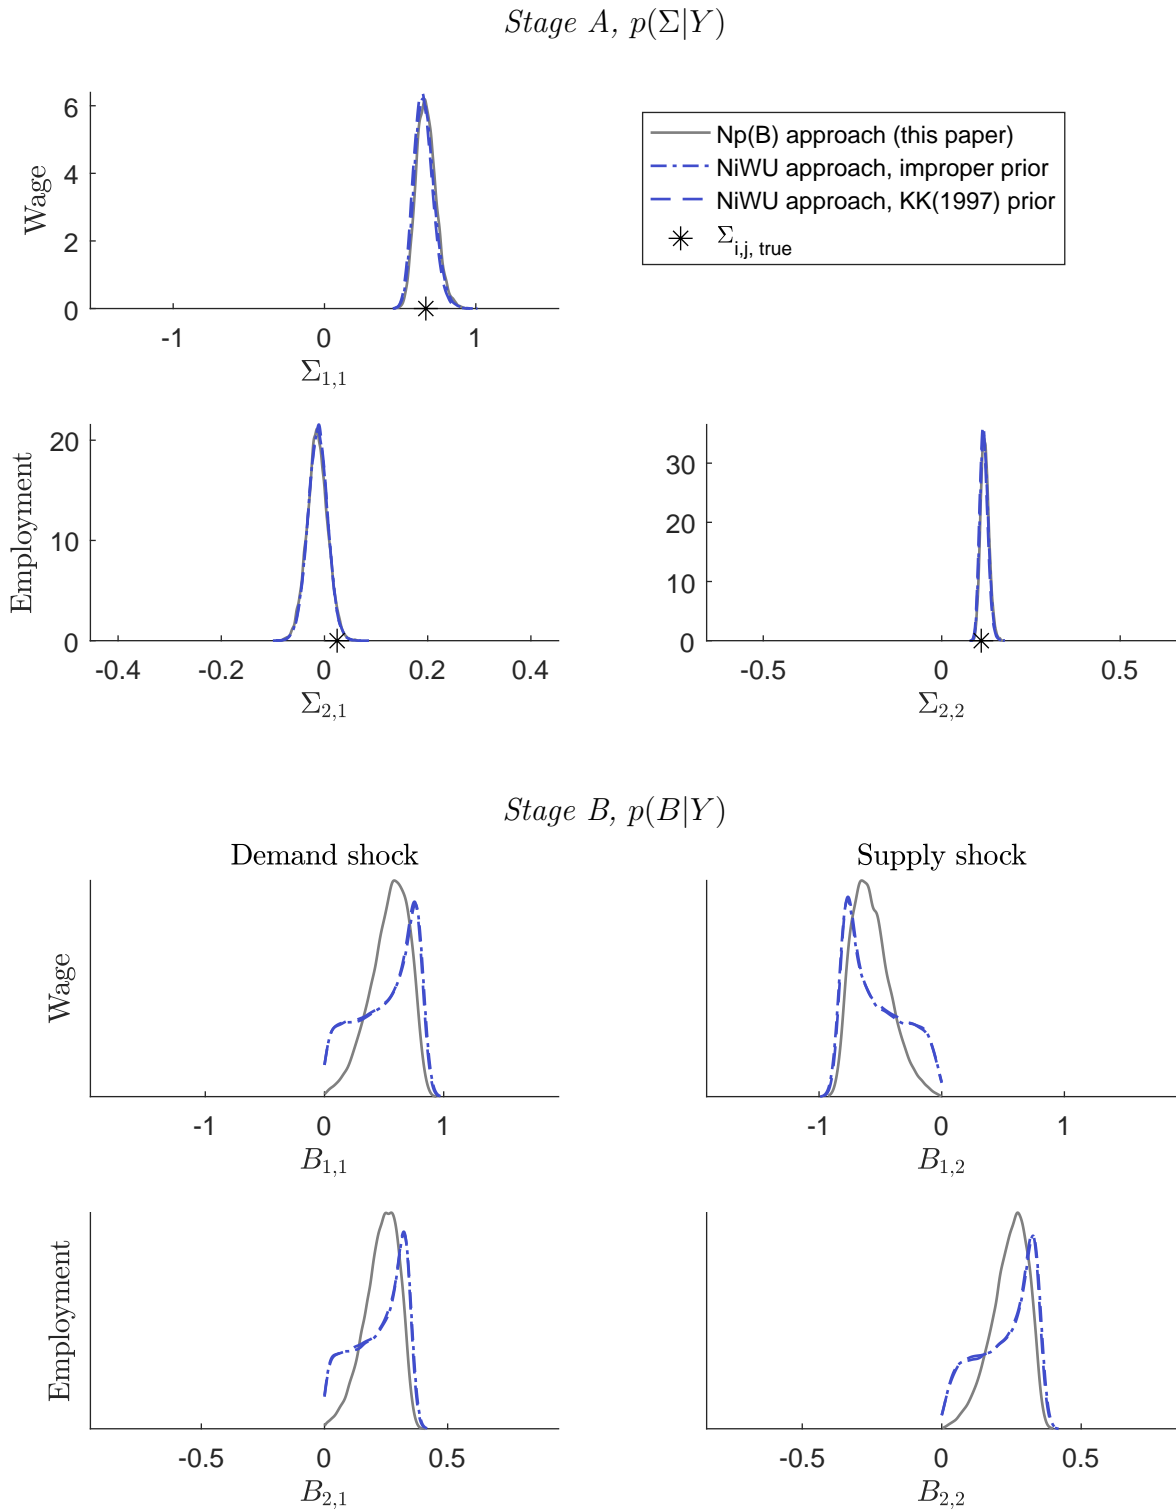 Stage A, p(Σ|Y)
Wage
6
4
2
0
-1 0 1
Σ1,1
Np(B) approach (this paper)
NiWU approach, improper prior
NiWU approach, KK(1997) prior
Σi,j, true
Employment
20
10
0
-0.4 -0.2 0 0.2 0.4
Σ2,1
30
20
10
0
-0.5 0 0.5
Σ2,2
Stage B, p(B|Y)
Demand shock
Supply shock
Wage
-1 0 1
B1,1
-1 0 1
B1,2
Employment
-0.5 0 0.5
B2,1
-0.5 0 0.5
B2,2